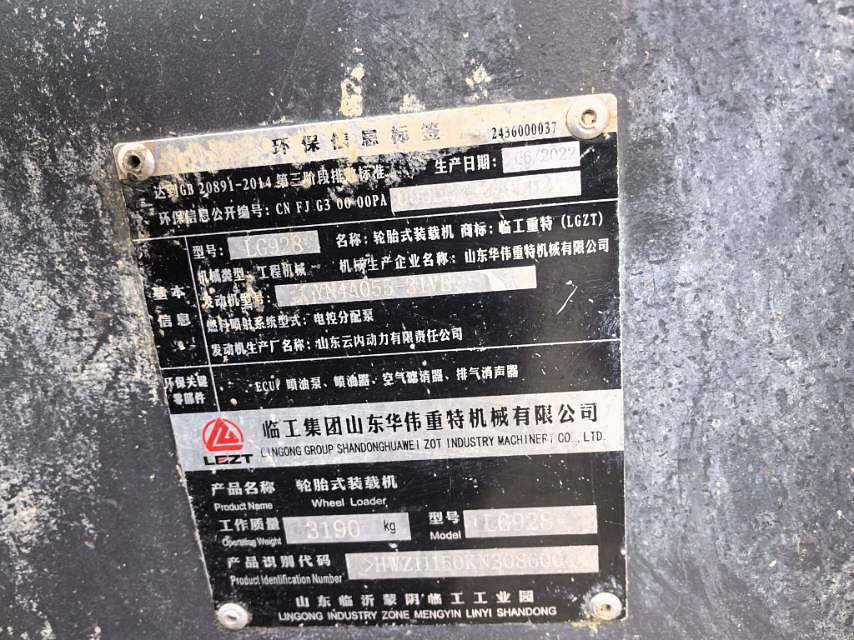 环保信息标签 2436000037
达到GB 20891-2014 第三阶段排放标准 生产日期: 06/2022
环保信息公开编号: CN FJ G3 00 00PA
基本信息
型号: LG928 名称: 轮胎式装载机 商标: 临工重特 (LGZT)
机械类型: 工程机械 机械生产企业名称: 山东华伟重特机械有限公司
发动机型号:
燃料喷射系统型式: 电控分配泵
发动机生产厂名称: 山东云内动力有限责任公司
环保关键零部件
ECU、喷油泵、喷油器、空气滤清器、排气消声器
临工集团山东华伟重特机械有限公司
LGZT LINGONG GROUP SHANDONGHUAWEI ZOT INDUSTRY MACHINERY CO., LTD.
产品名称 轮胎式装载机
Product Name Wheel Loader
工作质量 3190 kg 型号 LG928
Operating Weight Model
产品识别代码
Product Identification Number
山东临沂蒙阴临工工业园
LINGONG INDUSTRY ZONE MENGYIN LINYI SHANDONG